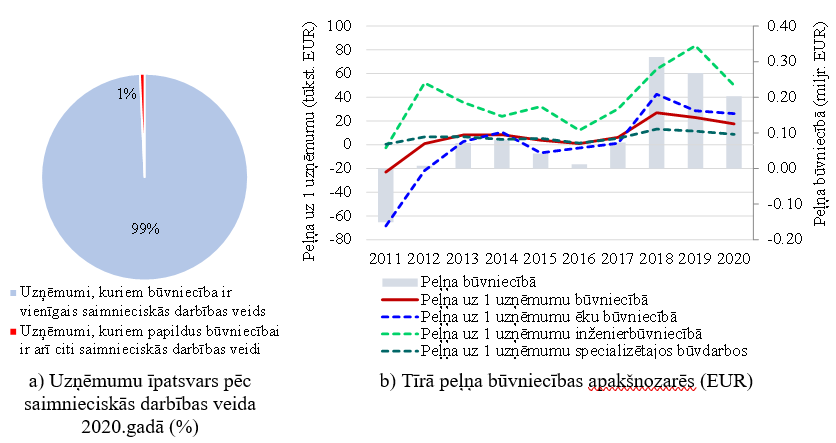 1%
99%
Uzņēmumi, kuriem būvniecība ir
vienīgais saimnieciskās darbības veids
Uzņēmumi, kuriem papildus būvniecībai
ir arī citi saimnieciskās darbības veidi
a) Uzņēmumu īpatsvars pēc
saimnieciskās darbības veida
2020.gadā (%)
Peļņa uz 1 uzņēmumu (tūkst. EUR)
100
80
60
40
20
0
-20
-40
-60
-80
0.40
0.30
0.20
0.10
0.00
-0.10
-0.20
Peļņa būvniecībā (miljr. EUR)
2011 2012 2013 2014 2015 2016 2017 2018 2019 2020
Peļņa būvniecībā
Peļņa uz 1 uzņēmumu būvniecībā
Peļņa uz 1 uzņēmumu ēku būvniecībā
Peļņa uz 1 uzņēmumu inženierbūvniecībā
Peļņa uz 1 uzņēmumu specializētajos būvdarbos
b) Tīrā peļņa būvniecības apakšnozarēs (EUR)